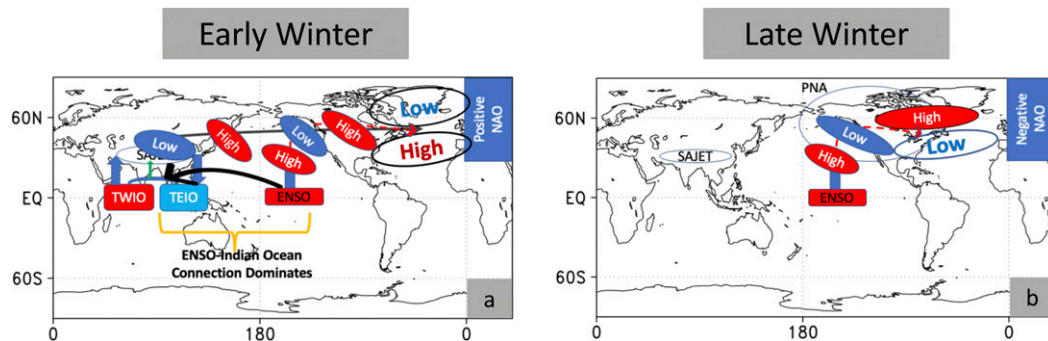 Early Winter
Late Winter
60N
EQ
60S
0
180
0
Low
High
Low
High
High
Low
High
TWIO
TEIO
ENSO
Positive
NAO
ENSO-Indian Ocean
Connection Dominates
a
60N
EQ
60S
0
180
0
PNA
SAJET
Low
High
High
Low
ENSO
Negative
NAO
b